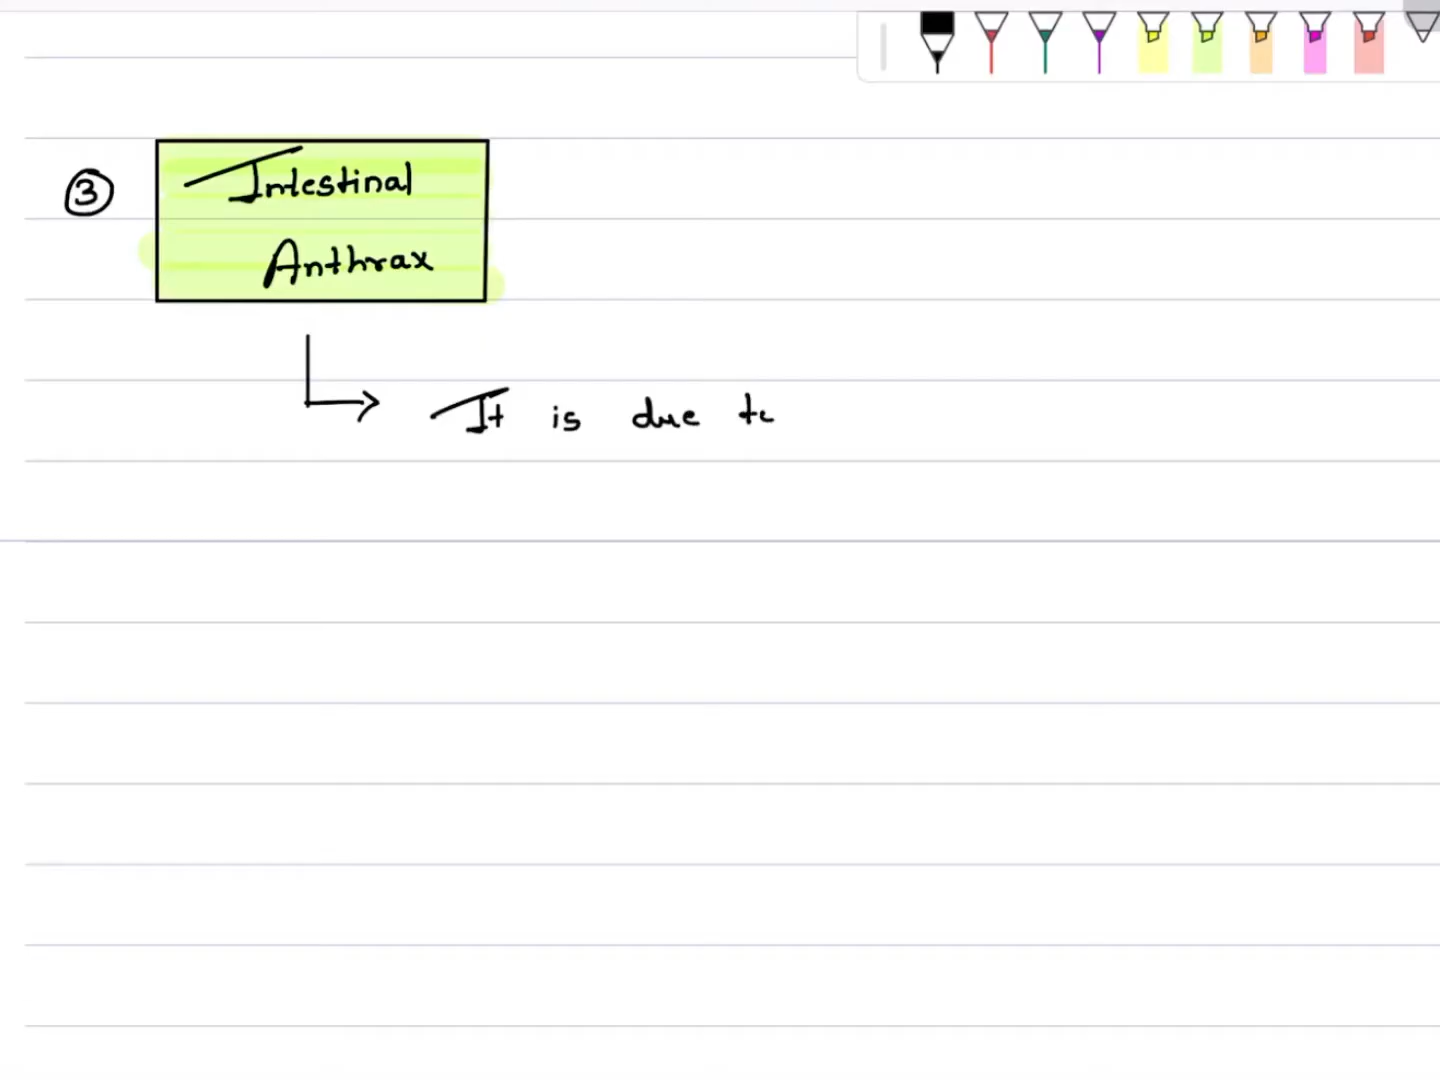 ③ Intestinal
Anthrax
It is due to